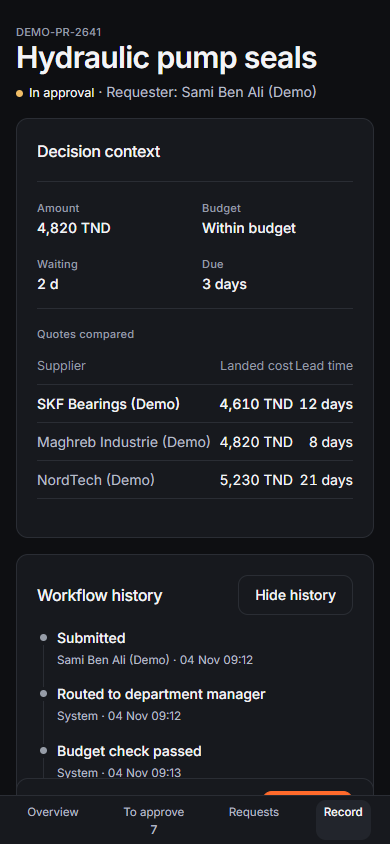 DEMO-PR-2641
Hydraulic pump seals
In approval · Requester: Sami Ben Ali (Demo)
Decision context
Amount Budget
4,820 TND Within budget
Waiting Due
2 d 3 days
Quotes compared
Supplier Landed cost Lead time
SKF Bearings (Demo) 4,610 TND 12 days
Maghreb Industrie (Demo) 4,820 TND 8 days
NordTech (Demo) 5,230 TND 21 days
Workflow history Hide history
Submitted
Sami Ben Ali (Demo) · 04 Nov 09:12
Routed to department manager
System · 04 Nov 09:12
Budget check passed
System · 04 Nov 09:13
Overview To approve Requests Record
7